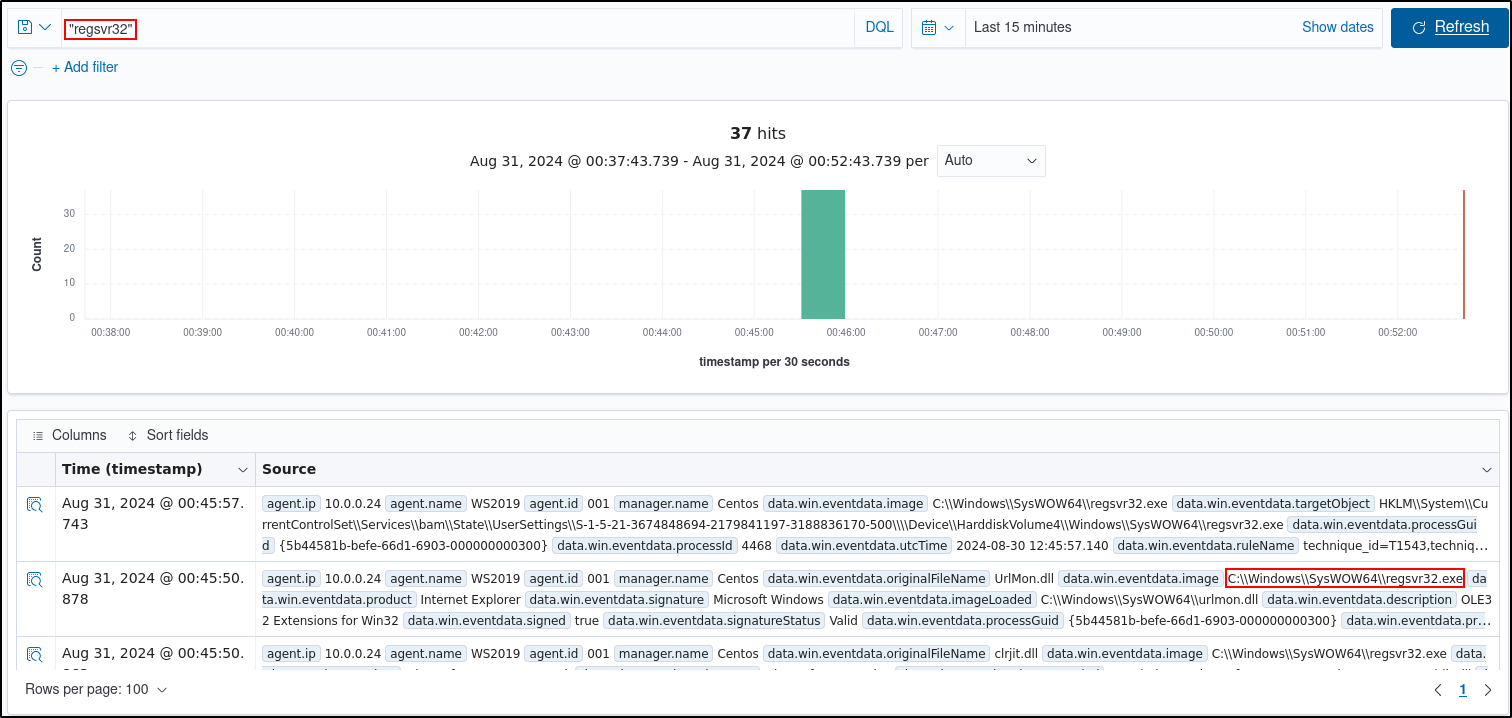 "regsvr32" DQL Last 15 minutes Show dates Refresh
+ Add filter
37 hits
Aug 31, 2024 @ 00:37:43.739 - Aug 31, 2024 @ 00:52:43.739 per Auto
Count
30
20
10
0
00:38:00 00:39:00 00:40:00 00:41:00 00:42:00 00:43:00 00:44:00 00:45:00 00:46:00 00:47:00 00:48:00 00:49:00 00:50:00 00:51:00 00:52:00
timestamp per 30 seconds
Columns Sort fields
Time (timestamp) Source
Aug 31, 2024 @ 00:45:57.
743
agent.ip 10.0.0.24 agent.name WS2019 agent.id 001 manager.name Centos data.win.eventdata.image C:\\Windows\\SysWOW64\\regsvr32.exe data.win.eventdata.targetObject HKLM\\System\\Cu
rrentControlSet\\Services\\bam\\State\\UserSettings\\S-1-5-21-3674848694-2179841197-3188836170-500\\\\Device\\HarddiskVolume4\\Windows\\SysWOW64\\regsvr32.exe data.win.eventdata.processGui
d {5b44581b-befe-66d1-6903-000000000300} data.win.eventdata.processId 4468 data.win.eventdata.utcTime 2024-08-30 12:45:57.140 data.win.eventdata.ruleName technique_id=T1543,techniq...
Aug 31, 2024 @ 00:45:50.
878
agent.ip 10.0.0.24 agent.name WS2019 agent.id 001 manager.name Centos data.win.eventdata.originalFileName UrlMon.dll data.win.eventdata.image C:\\Windows\\SysWOW64\\regsvr32.exe da
ta.win.eventdata.product Internet Explorer data.win.eventdata.signature Microsoft Windows data.win.eventdata.imageLoaded C:\\Windows\\SysWOW64\\urlmon.dll data.win.eventdata.description OLE3
2 Extensions for Win32 data.win.eventdata.signed true data.win.eventdata.signatureStatus Valid data.win.eventdata.processGuid {5b44581b-befe-66d1-6903-000000000300} data.win.eventdata.pr...
Aug 31, 2024 @ 00:45:50.
agent.ip 10.0.0.24 agent.name WS2019 agent.id 001 manager.name Centos data.win.eventdata.originalFileName clrjit.dll data.win.eventdata.image C:\\Windows\\SysWOW64\\regsvr32.exe data.
Rows per page: 100 1